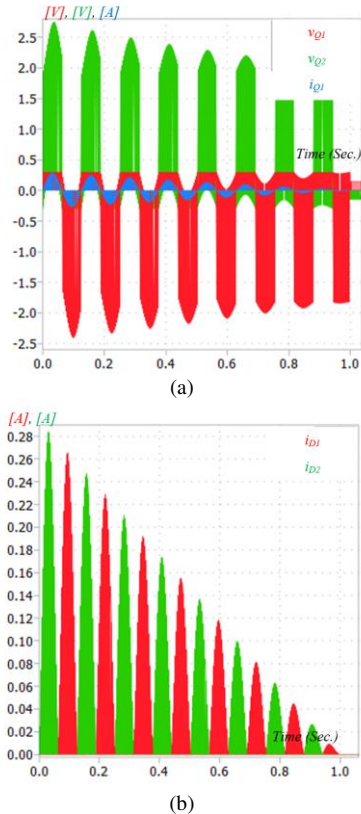 [V], [V], [A]
2.5
2.0
1.5
1.0
0.5
0.0
-0.5
-1.0
-1.5
-2.0
-2.5
vQ1
vQ2
iQ1
Time (Sec.)
0.0 0.2 0.4 0.6 0.8 1.0
(a)
[A], [A]
0.28
0.26
0.24
0.22
0.20
0.18
0.16
0.14
0.12
0.10
0.08
0.06
0.04
0.02
0.00
iD1
iD2
Time (Sec.)
0.0 0.2 0.4 0.6 0.8 1.0
(b)